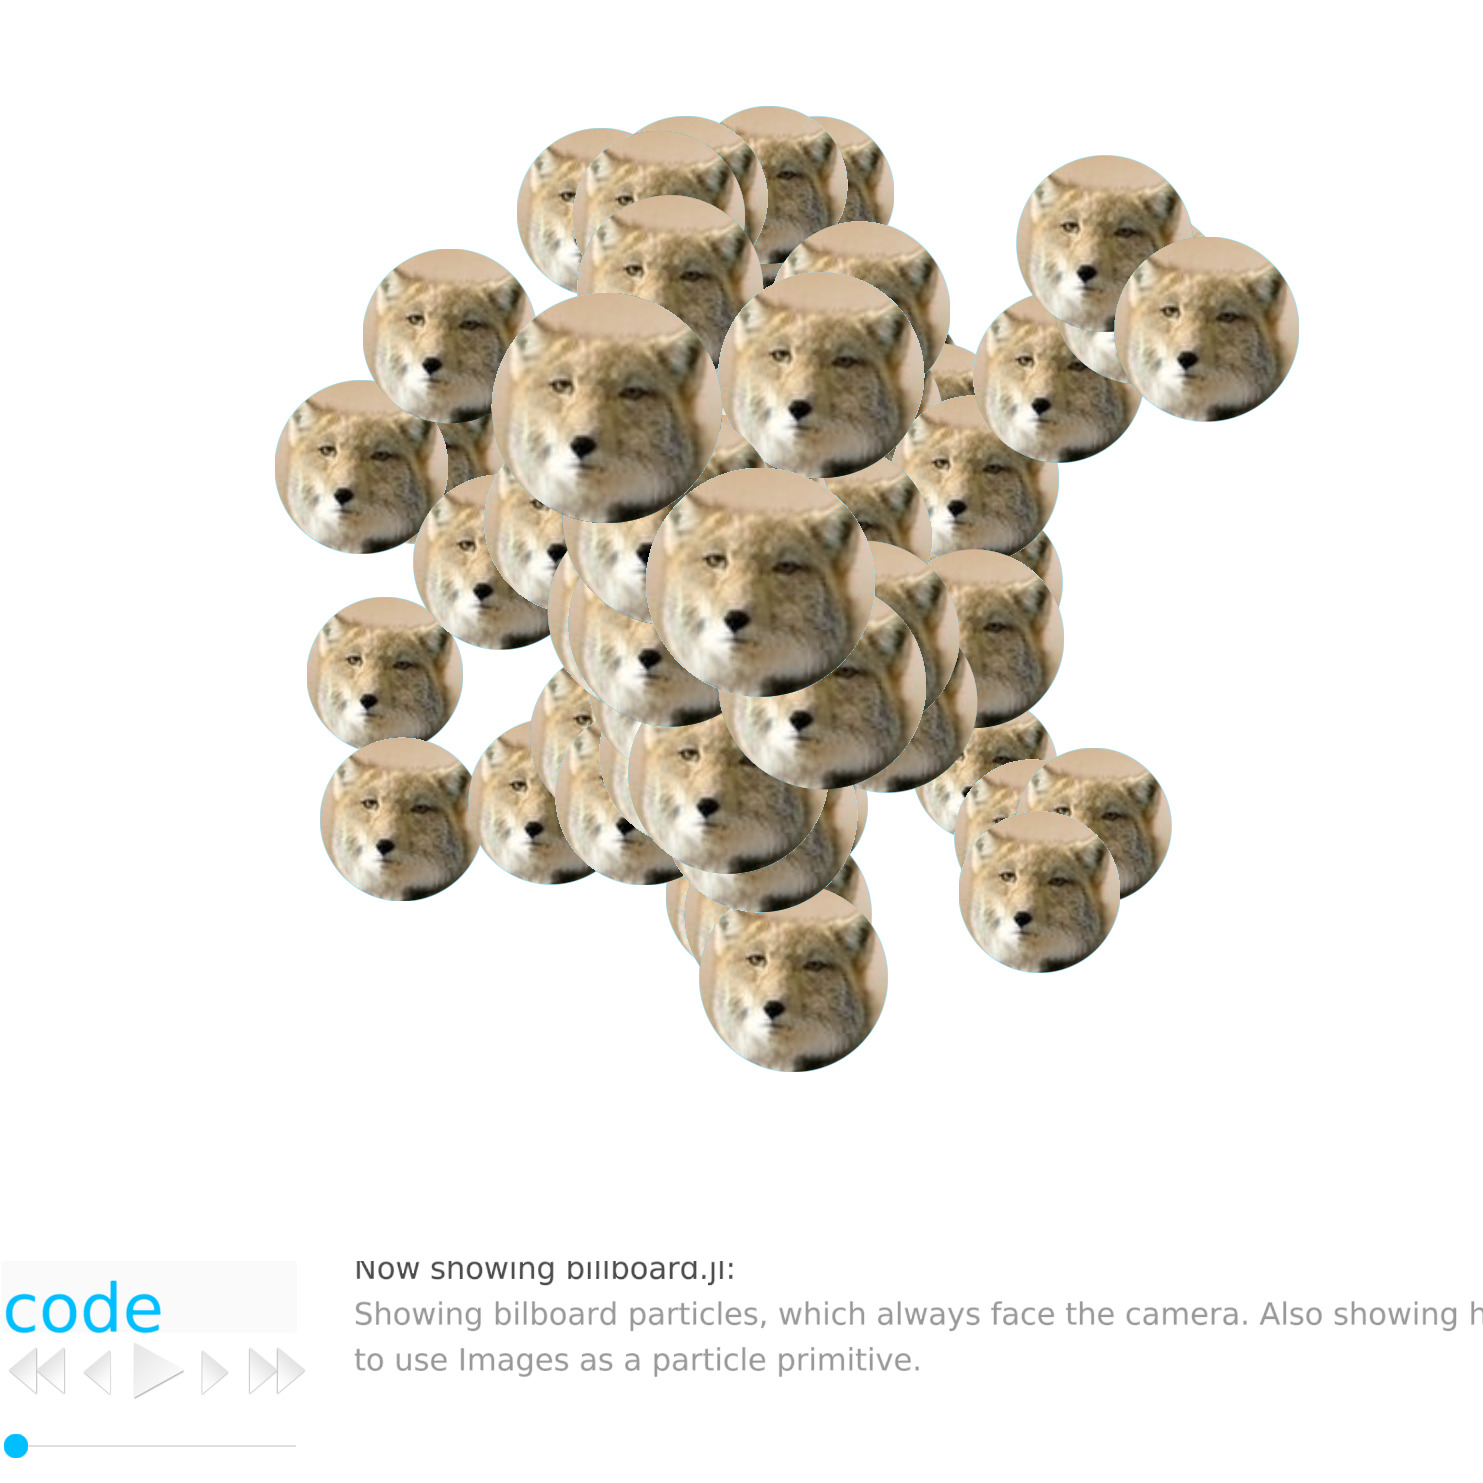 Now showing billboard.jl:
code
Showing bilboard particles, which always face the camera. Also showing
to use Images as a particle primitive.